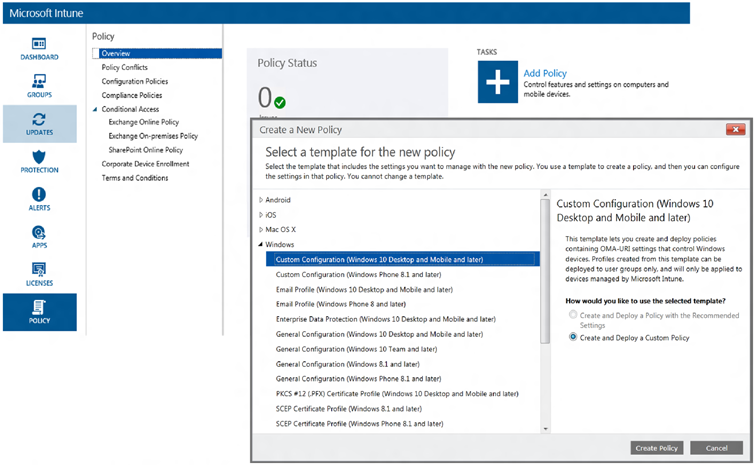 Microsoft Intune
DASHBOARD
GROUPS
UPDATES
PROTECTION
ALERTS
APPS
LICENSES
POLICY
Policy
Overview
Policy Conflicts
Configuration Policies
Compliance Policies
Conditional Access
Exchange Online Policy
Exchange On-premises Policy
SharePoint Online Policy
Corporate Device Enrollment
Terms and Conditions
Policy Status
0
TASKS
Add Policy
Control features and settings on computers and
mobile devices.
Create a New Policy
Select a template for the new policy
Select the template that includes the settings you want to manage with the new policy. You use a template to create a policy, and then you can configure
the settings in that policy. You cannot change a template.
Android
iOS
Mac OS X
Windows
Custom Configuration (Windows 10 Desktop and Mobile and later)
Custom Configuration (Windows Phone 8.1 and later)
Email Profile (Windows 10 Desktop and Mobile and later)
Email Profile (Windows Phone 8 and later)
Enterprise Data Protection (Windows 10 Desktop and Mobile and later)
General Configuration (Windows 10 Desktop and Mobile and later)
General Configuration (Windows 10 Team and later)
General Configuration (Windows 8.1 and later)
General Configuration (Windows Phone 8.1 and later)
PKCS #12 (.PFX) Certificate Profile (Windows 10 Desktop and Mobile and later)
SCEP Certificate Profile (Windows 8.1 and later)
SCEP Certificate Profile (Windows Phone 8.1 and later)
Custom Configuration (Windows 10
Desktop and Mobile and later)
This template lets you create and deploy policies
containing OMA-URI settings that control Windows
devices. Profiles created from this template can be
deployed to user groups only, and will only be applied to
devices managed by Microsoft Intune.
How would you like to use the selected template?
Create and Deploy a Policy with the Recommended
Settings
Create and Deploy a Custom Policy
Create Policy
Cancel